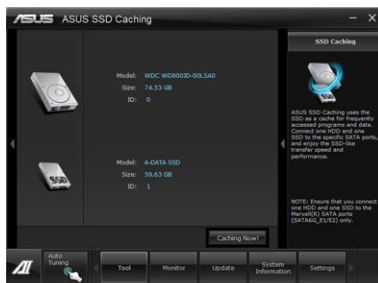 ASUS ASUS SSD Caching
Model: WDC WD800JD-00LSA0
Size: 74.53 GB
ID: 0
Model: A-DATA SSD
Size: 59.63 GB
ID: 1
Caching Now!
SSD Caching
ASUS SSD Caching uses the
SSD as a cache for frequently
accessed programs and data.
Connect one HDD and one
SSD to the specific SATA ports,
and enjoy the SSD-like
transfer speed and
performance.
NOTE: Ensure that you connect
one HDD and one SSD to the
Marvell(R) SATA ports
(SATA6G_E1/E2) only.
SSD
AI
Auto
Tuning
Tool
Monitor
Update
System
Information
Settings